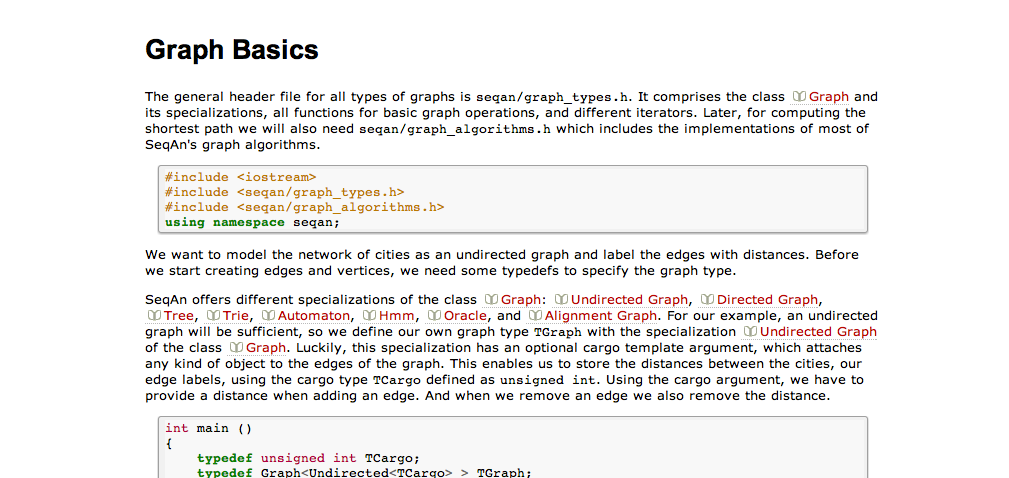 Graph Basics
The general header file for all types of graphs is seqan/graph_types.h. It comprises the class Graph and
its specializations, all functions for basic graph operations, and different iterators. Later, for computing the
shortest path we will also need seqan/graph_algorithms.h which includes the implementations of most of
SeqAn's graph algorithms.
#include <iostream>
#include <seqan/graph_types.h>
#include <seqan/graph_algorithms.h>
using namespace seqan;
We want to model the network of cities as an undirected graph and label the edges with distances. Before
we start creating edges and vertices, we need some typedefs to specify the graph type.
SeqAn offers different specializations of the class Graph: Undirected Graph, Directed Graph,
Tree, Trie, Automaton, Hmm, Oracle, and Alignment Graph. For our example, an undirected
graph will be sufficient, so we define our own graph type TGraph with the specialization Undirected Graph
of the class Graph. Luckily, this specialization has an optional cargo template argument, which attaches
any kind of object to the edges of the graph. This enables us to store the distances between the cities, our
edge labels, using the cargo type TCargo defined as unsigned int. Using the cargo argument, we have to
provide a distance when adding an edge. And when we remove an edge we also remove the distance.
int main ()
{
typedef unsigned int TCargo;
typedef Graph<Undirected<TCargo> > TGraph;